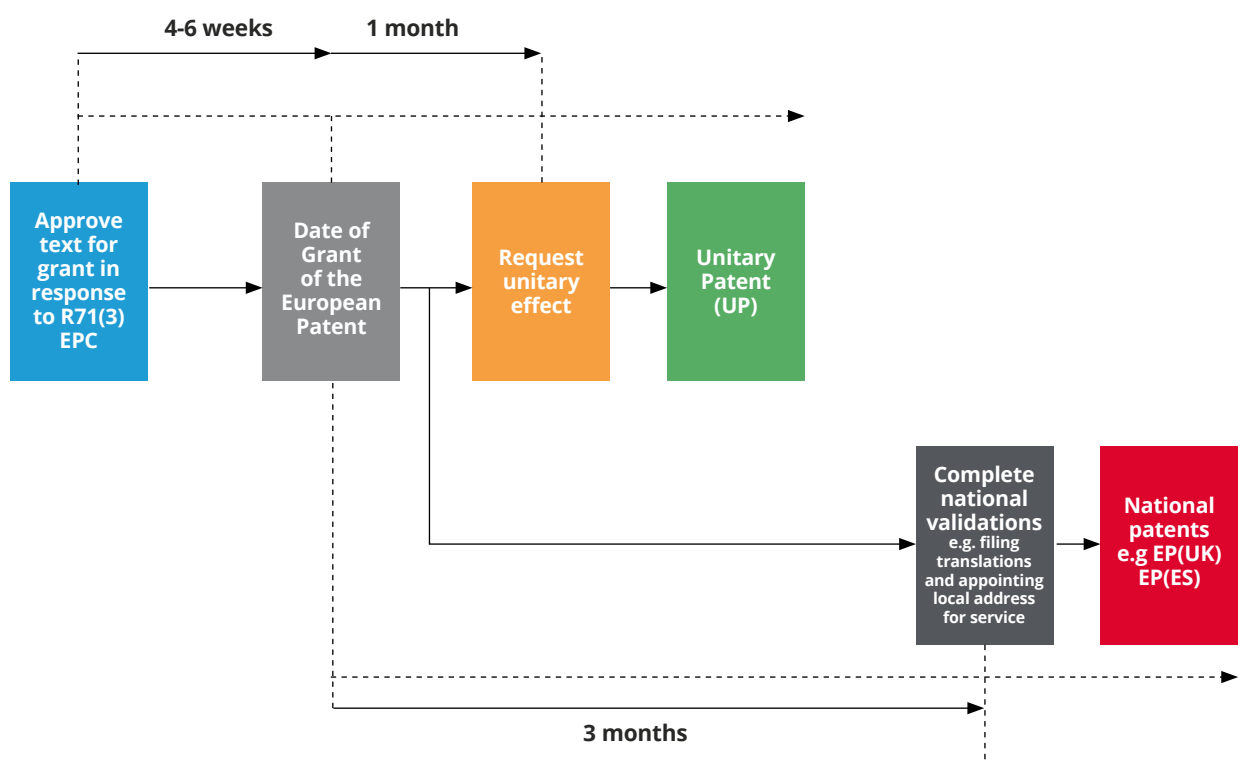 4-6 weeks
1 month
Approve
text for
grant in
response
to R71(3)
EPC
Date of
Grant
of the
European
Patent
Request
unitary
effect
Unitary
Patent
(UP)
Complete
national
validations
e.g. filing
translations
and appointing
local address
for service
National
patents
e.g EP(UK)
EP(ES)
3 months